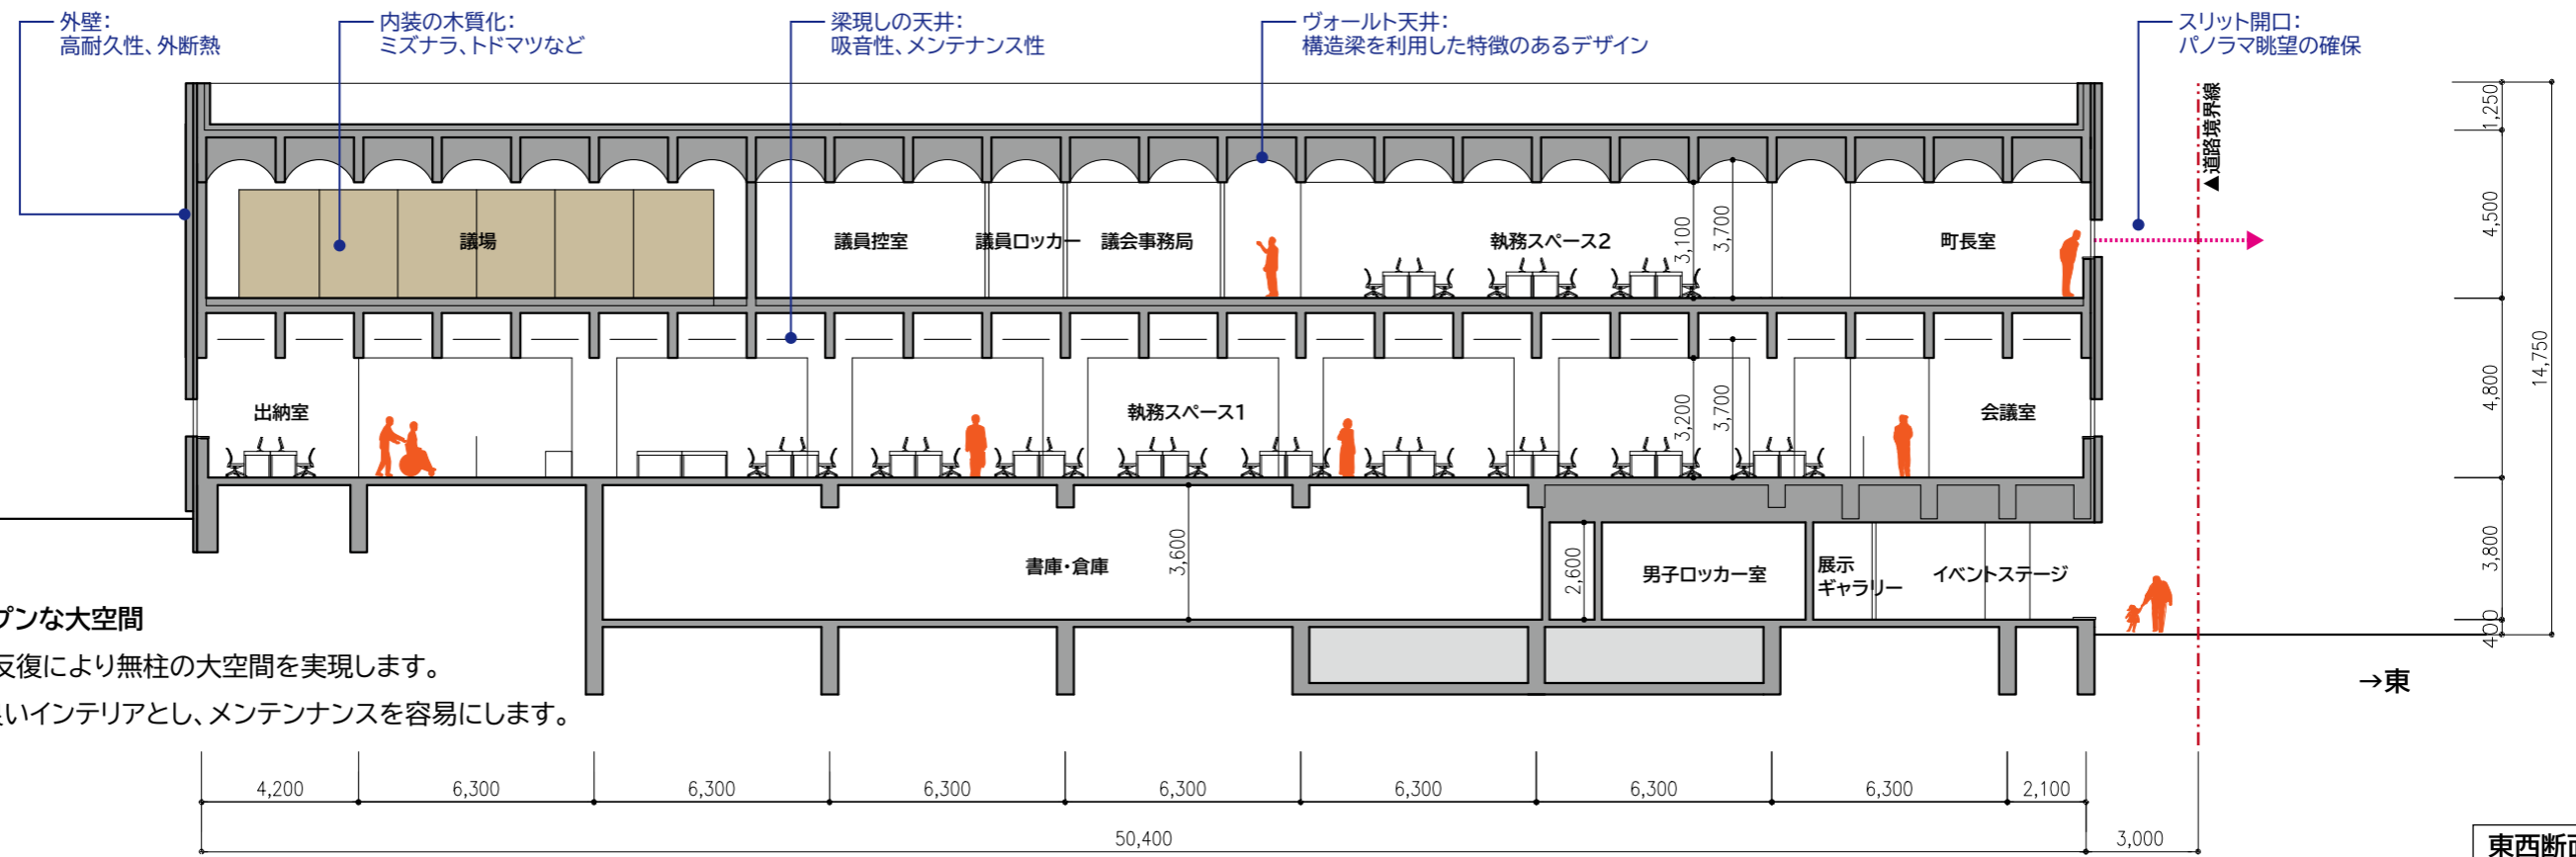 外壁：
高耐久性、外断熱
内装の木質化：
ミズナラ、トドマツなど
梁現しの天井：
吸音性、メンテナンス性
ヴォールト天井：
構造梁を利用した特徴のあるデザイン
スリット開口：
パノラマ眺望の確保
▲道路境界線
1,250
4,500
4,800
3,800
400
14,750
議場
議員控室
議員ロッカー
議会事務局
執務スペース2
3,100
3,700
町長室
出納室
執務スペース1
3,200
3,700
会議室
書庫・倉庫
3,600
2,600
男子ロッカー室
展示
ギャラリー
イベントステージ
プンな大空間
反復により無柱の大空間を実現します。
いインテリアとし、メンテンナンスを容易にします。
→東
4,200
6,300
6,300
6,300
6,300
6,300
6,300
6,300
2,100
50,400
3,000
東西断